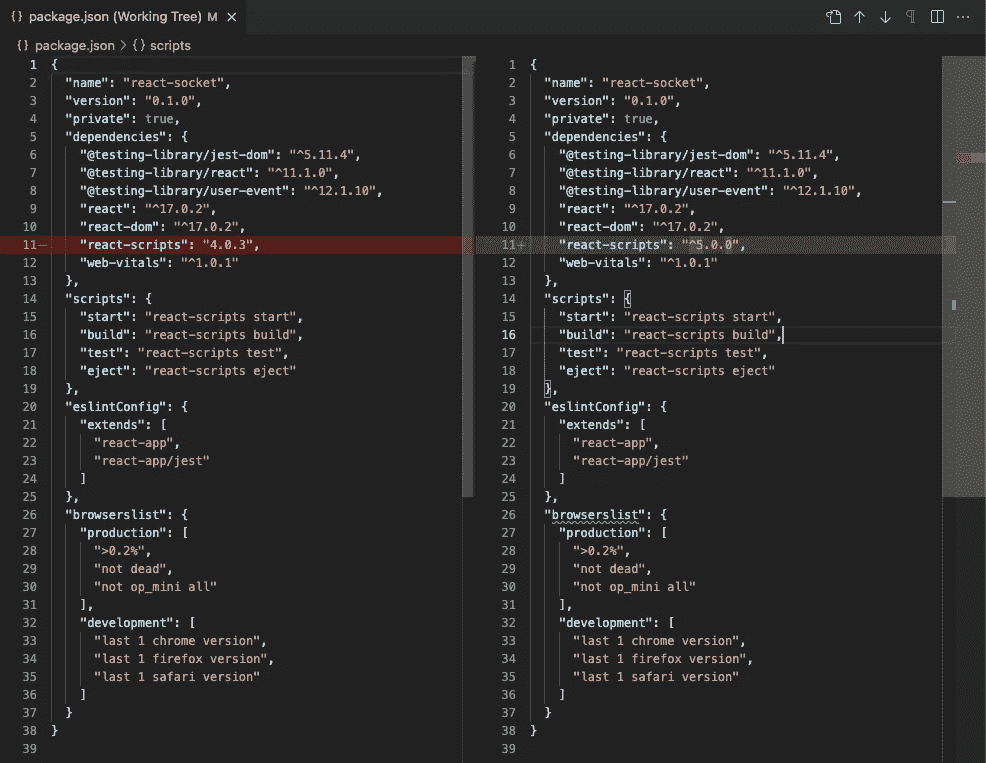 {} package.json (Working Tree) M ×
{} package.json > {} scripts
1 {
2 "name": "react-socket",
3 "version": "0.1.0",
4 "private": true,
5 "dependencies": {
6 "@testing-library/jest-dom": "^5.11.4",
7 "@testing-library/react": "^11.1.0",
8 "@testing-library/user-event": "^12.1.10",
9 "react": "^17.0.2",
10 "react-dom": "^17.0.2",
11− "react-scripts": "4.0.3",
12 "web-vitals": "^1.0.1"
13 },
14 "scripts": {
15 "start": "react-scripts start",
16 "build": "react-scripts build",
17 "test": "react-scripts test",
18 "eject": "react-scripts eject"
19 },
20 "eslintConfig": {
21 "extends": [
22 "react-app",
23 "react-app/jest"
24 ]
25 },
26 "browserslist": {
27 "production": [
28 ">0.2%",
29 "not dead",
30 "not op_mini all"
31 ],
32 "development": [
33 "last 1 chrome version",
34 "last 1 firefox version",
35 "last 1 safari version"
36 ]
37 }
38 }
39
1 {
2 "name": "react-socket",
3 "version": "0.1.0",
4 "private": true,
5 "dependencies": {
6 "@testing-library/jest-dom": "^5.11.4",
7 "@testing-library/react": "^11.1.0",
8 "@testing-library/user-event": "^12.1.10",
9 "react": "^17.0.2",
10 "react-dom": "^17.0.2",
11+ "react-scripts": "^5.0.0",
12 "web-vitals": "^1.0.1"
13 },
14 "scripts": {
15 "start": "react-scripts start",
16 "build": "react-scripts build",
17 "test": "react-scripts test",
18 "eject": "react-scripts eject"
19 },
20 "eslintConfig": {
21 "extends": [
22 "react-app",
23 "react-app/jest"
24 ]
25 },
26 "browserslist": {
27 "production": [
28 ">0.2%",
29 "not dead",
30 "not op_mini all"
31 ],
32 "development": [
33 "last 1 chrome version",
34 "last 1 firefox version",
35 "last 1 safari version"
36 ]
37 }
38 }
39